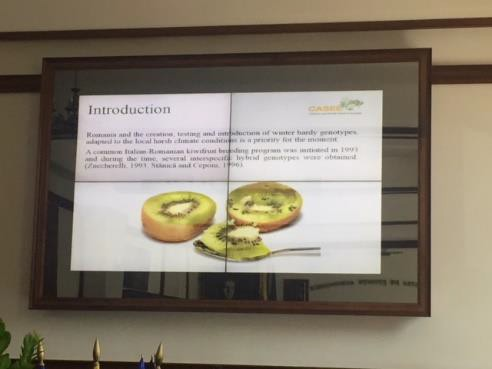 Introduction
CASEE
Romania and the creation, testing and introduction of winter hardy genotypes,
adapted to the local harsh climate conditions is a priority for the moment.
A common Italian-Romanian kiwifruit breeding program was initiated in 1993
and during the time, several interspecific hybrid genotypes were obtained.
(Zuccherelli, 1993, Stănică and Cepoiu, 1996).